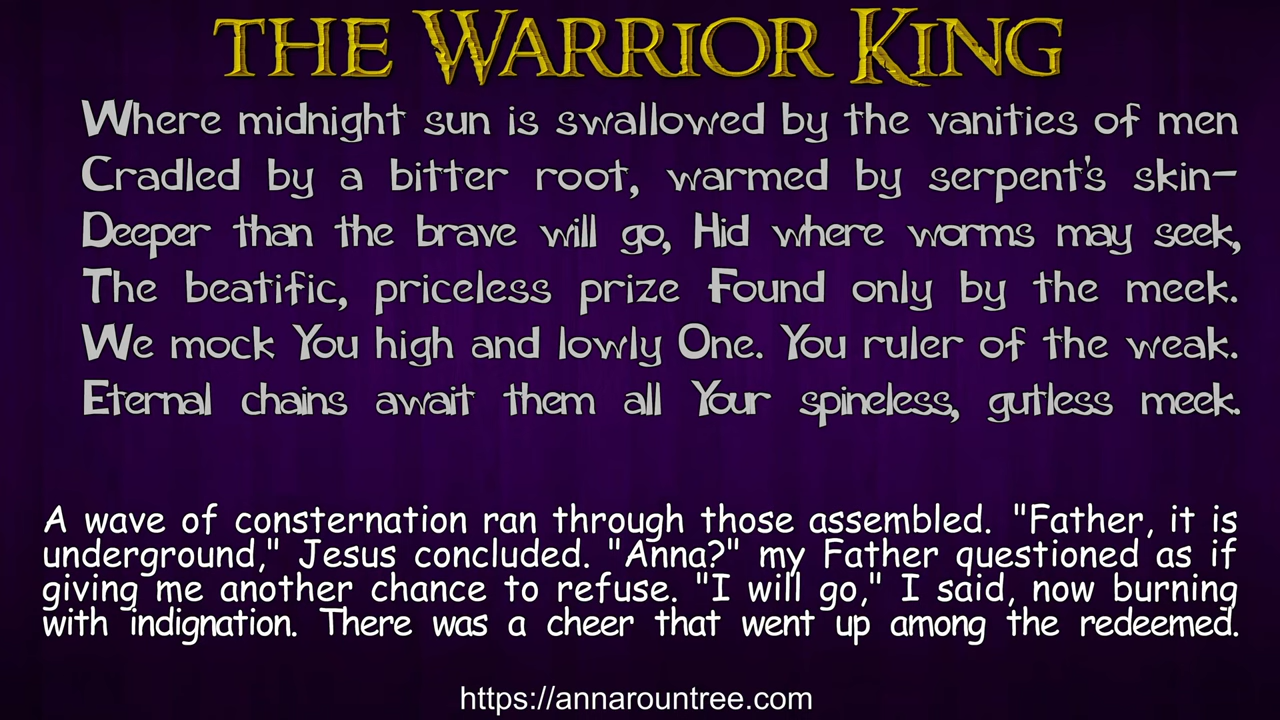 THE WARRIOR KING
Where midnight sun is swallowed by the vanities of men
Cradled by a bitter root, warmed by serpent's skin-
Deeper than the brave will go, Hid where worms may seek,
The beatific, priceless prize Found only by the meek.
We mock You high and lowly One. You ruler of the weak.
Eternal chains await them all Your spineless, gutless meek.
A wave of consternation ran through those assembled. "Father, it is
underground," Jesus concluded. "Anna?" my Father questioned as if
giving me another chance to refuse. "I will go," I said, now burning
with indignation. There was a cheer that went up among the redeemed.
https://annarountree.com